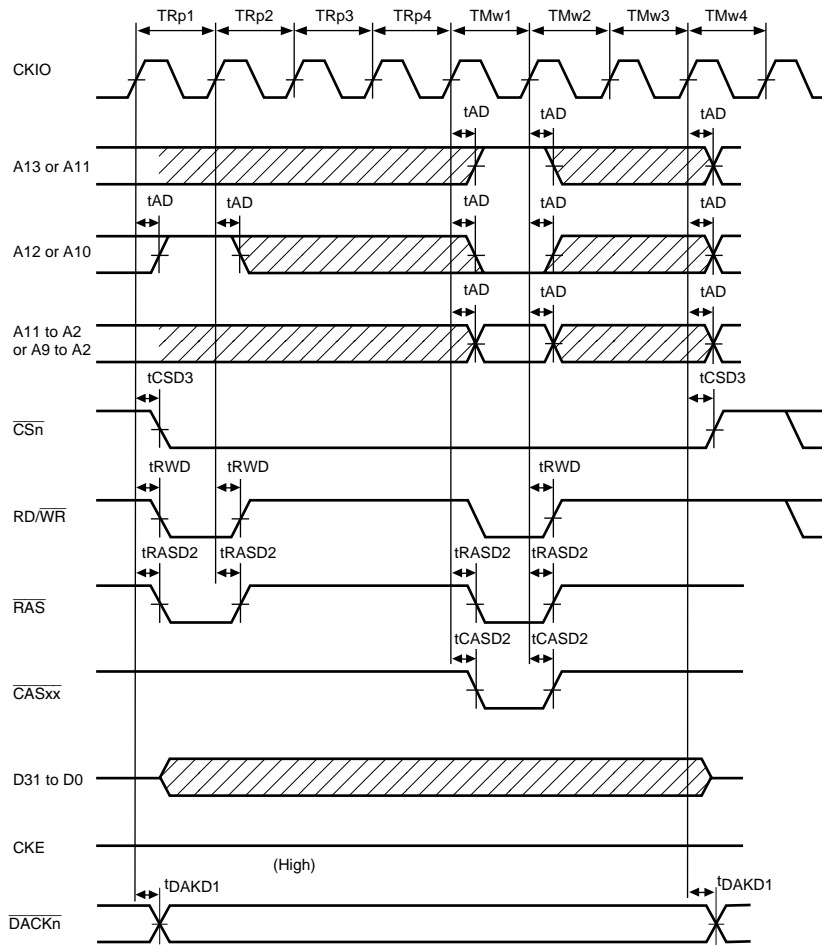 TRp1 TRp2 TRp3 TRp4 TMw1 TMw2 TMw3 TMw4
CKIO
tAD tAD tAD
A13 or A11
tAD tAD tAD tAD tAD
A12 or A10
tAD tAD tAD
A11 to A2
or A9 to A2
tCSD3 tCSD3
CSn
tRWD tRWD tRWD
RD/WR
tRASD2 tRASD2 tRASD2 tRASD2
RAS
tCASD2 tCASD2
CASxx
D31 to D0
CKE
(High)
tDAKD1 tDAKD1
DACKn